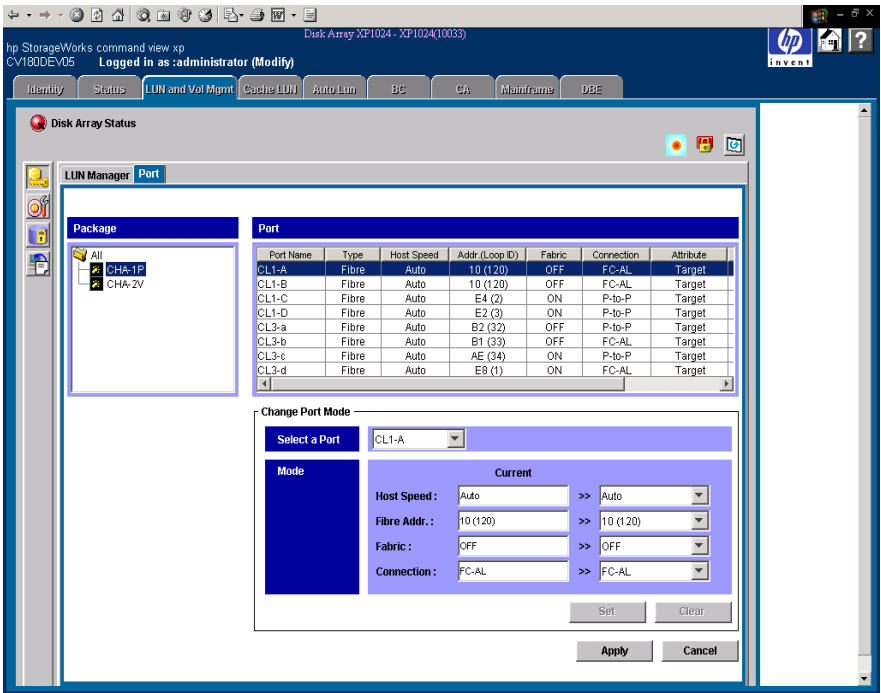 Disk Array XP1024 - XP1024(10033)
hp StorageWorks command view xp
CV180DEV05 Logged in as :administrator (Modify)
hp
invent
?
Identity Status LUN and Vol Mgmt Cache LUN Auto Lun BC CA Mainframe DBE
Disk Array Status
LUN Manager Port
Package
All
CHA-1P
CHA-2V
Port
Port Name Type Host Speed Addr.(Loop ID) Fabric Connection Attribute
CL1-A Fibre Auto 10 (120) OFF FC-AL Target
CL1-B Fibre Auto 10 (120) OFF FC-AL Target
CL1-C Fibre Auto E4 (2) ON P-to-P Target
CL1-D Fibre Auto E2 (3) ON P-to-P Target
CL3-a Fibre Auto B2 (32) OFF P-to-P Target
CL3-b Fibre Auto B1 (33) OFF FC-AL Target
CL3-c Fibre Auto AE (34) ON P-to-P Target
CL3-d Fibre Auto E8 (1) ON FC-AL Target
Change Port Mode
Select a Port CL1-A
Mode Current
Host Speed : Auto >> Auto
Fibre Addr. : 10 (120) >> 10 (120)
Fabric : OFF >> OFF
Connection : FC-AL >> FC-AL
Set Clear
Apply Cancel